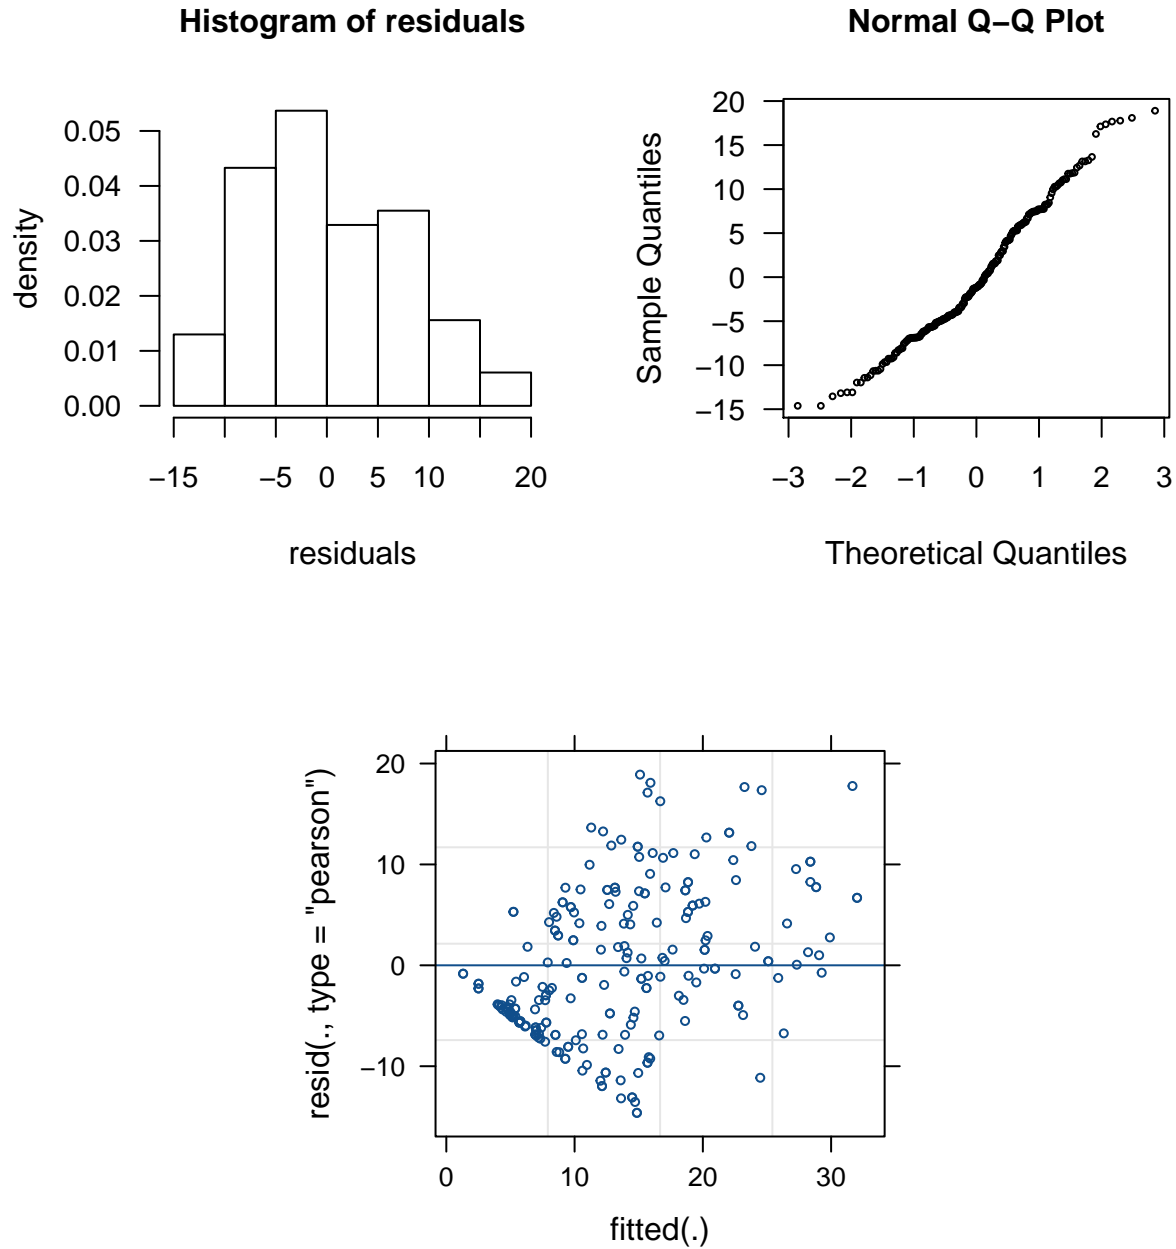 Histogram of residuals
density
0.05
0.04
0.03
0.02
0.01
0.00
−15 −5 0 5 10 20
residuals
Normal Q−Q Plot
Sample Quantiles
20
15
10
5
0
−5
−10
−15
−3 −2 −1 0 1 2 3
Theoretical Quantiles
resid(., type = "pearson")
20
10
0
−10
0 10 20 30
fitted(.)